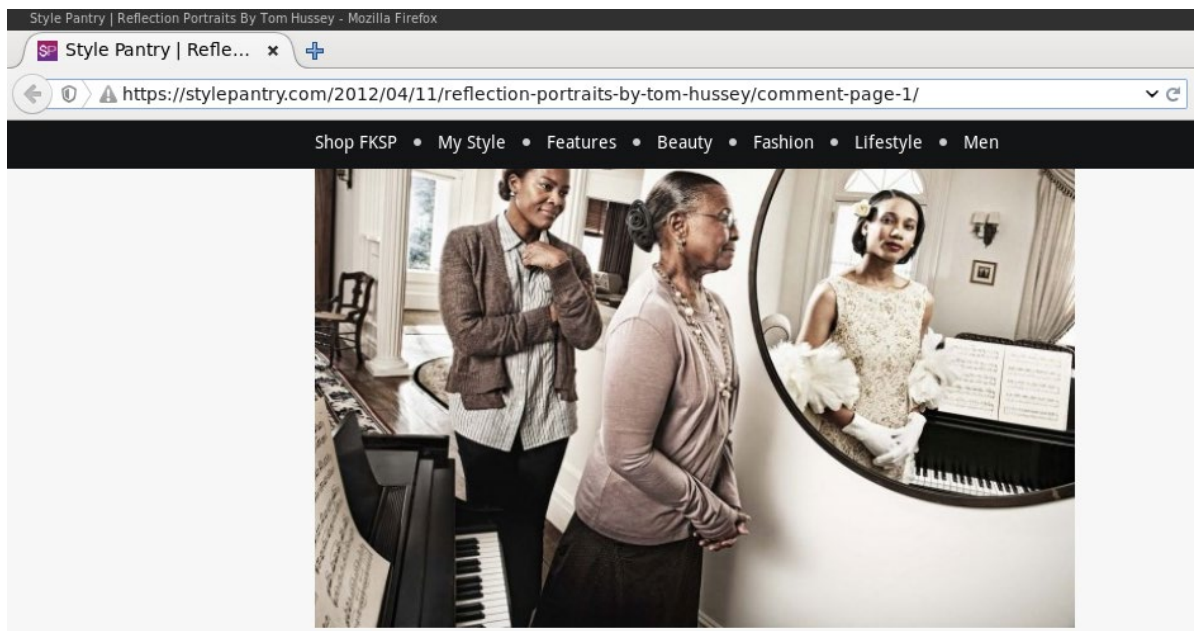 Style Pantry | Reflection Portraits By Tom Hussey - Mozilla Firefox
SP Style Pantry | Refle... ×
https://stylepantry.com/2012/04/11/reflection-portraits-by-tom-hussey/comment-page-1/
Shop FKSP • My Style • Features • Beauty • Fashion • Lifestyle • Men